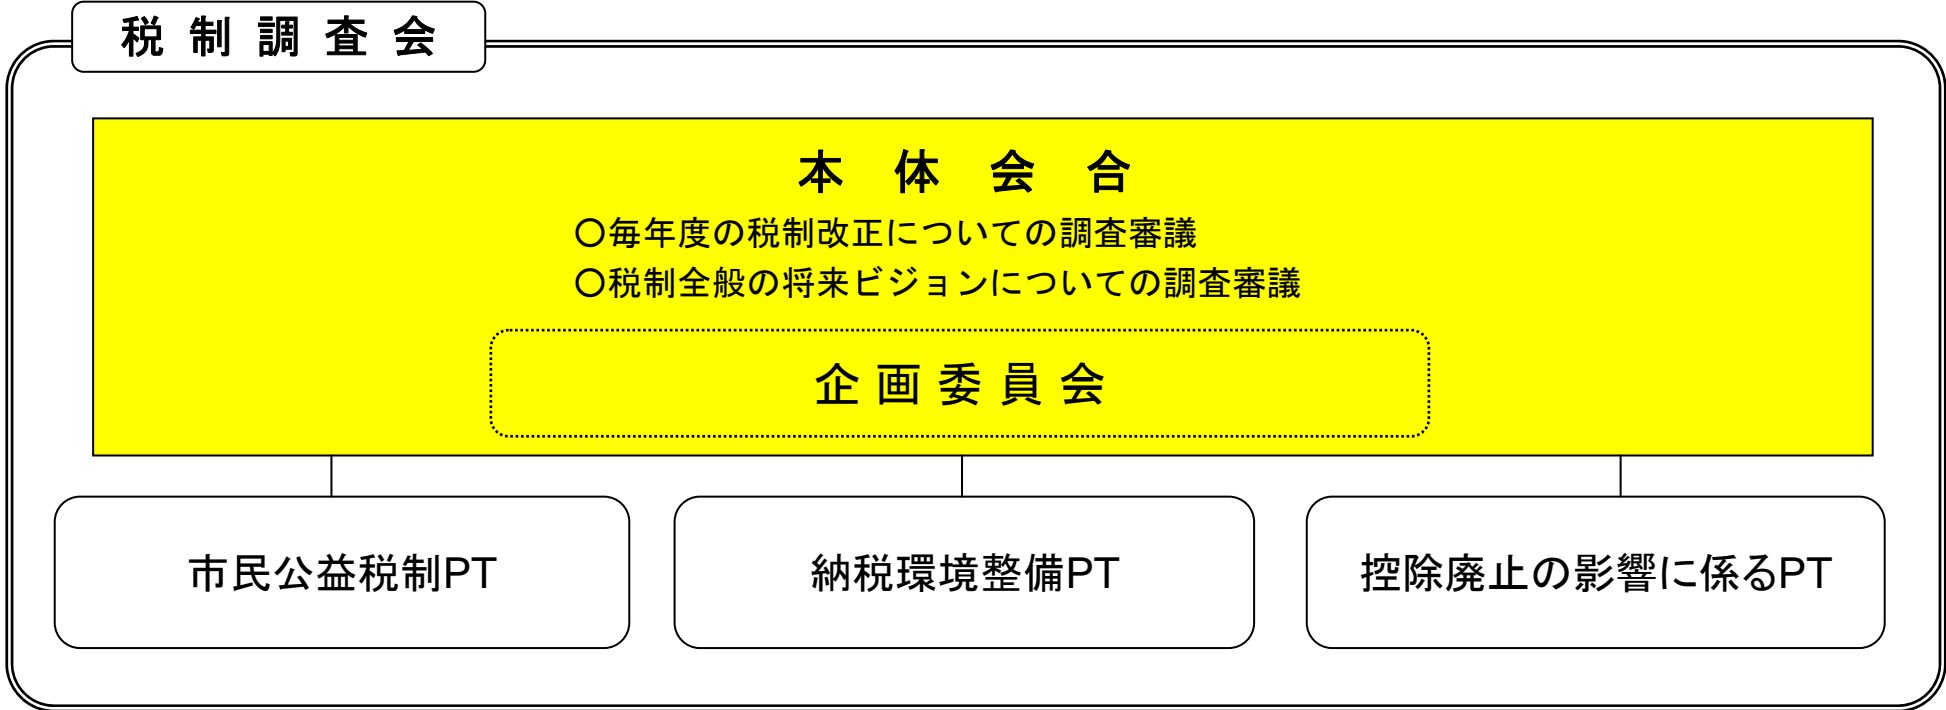 税制調査会
本体会合
○毎年度の税制改正についての調査審議
○税制全般の将来ビジョンについての調査審議
企画委員会
市民公益税制PT
納税環境整備PT
控除廃止の影響に係るPT